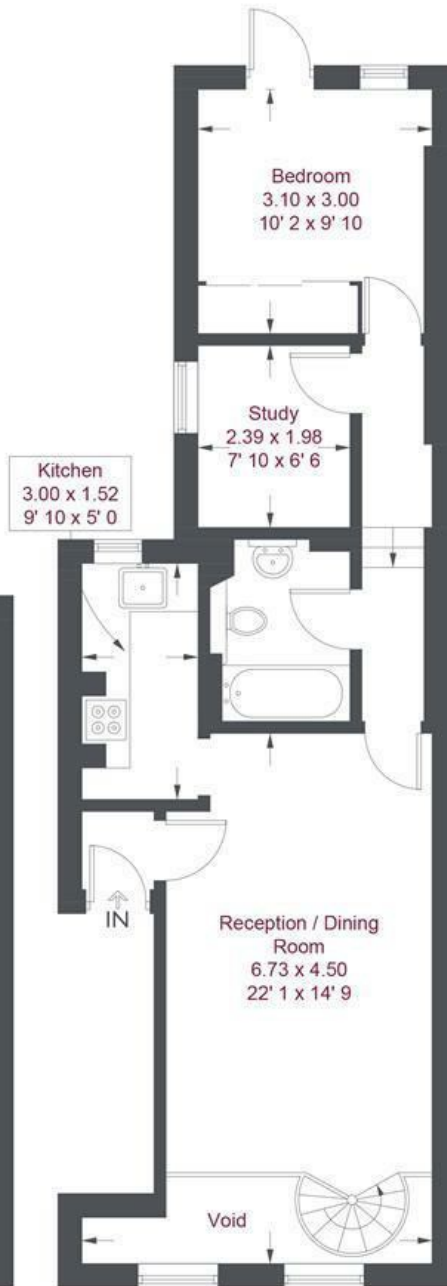 Bedroom
3.10 x 3.00
10' 2 x 9' 10
Study
2.39 x 1.98
7' 10 x 6' 6
Kitchen
3.00 x 1.52
9' 10 x 5' 0
IN
Reception / Dining
Room
6.73 x 4.50
22' 1 x 14' 9
Void